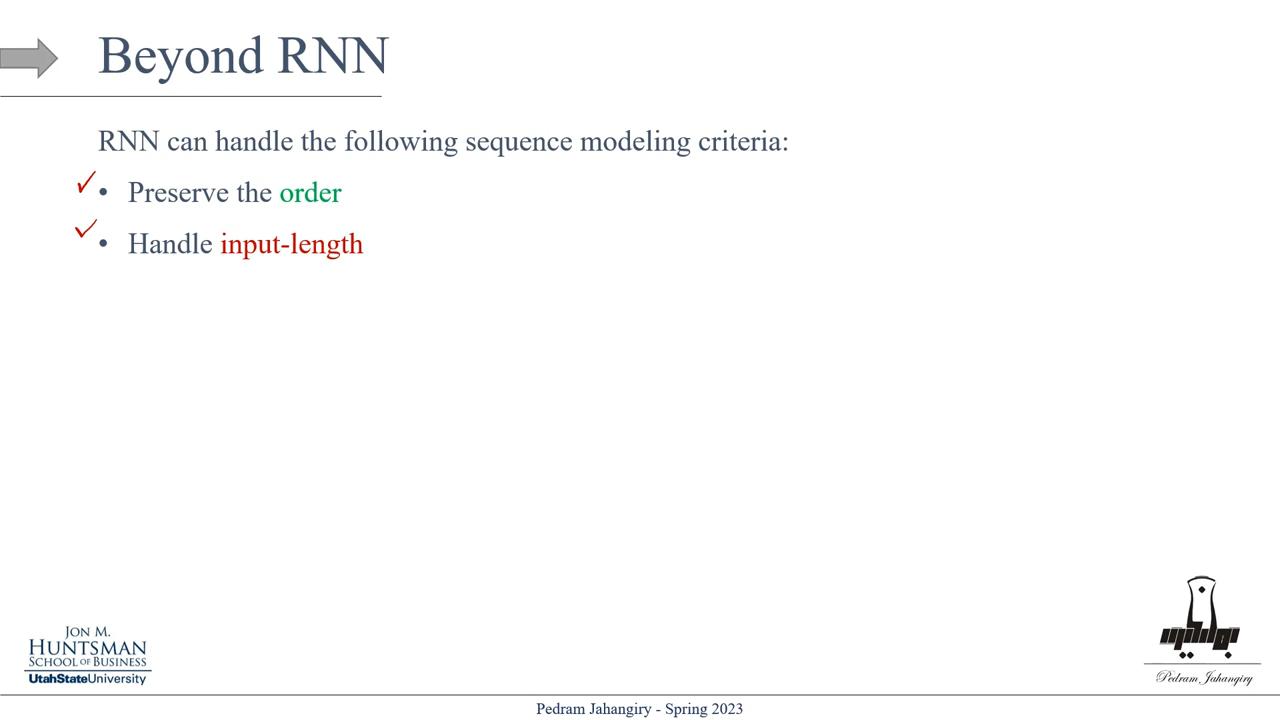 Beyond RNN
RNN can handle the following sequence modeling criteria:
• Preserve the order
• Handle input-length
JON M.
HUNTSMAN
SCHOOL OF BUSINESS
UtahStateUniversity
Pedram Jahangiry
Pedram Jahangiry - Spring 2023